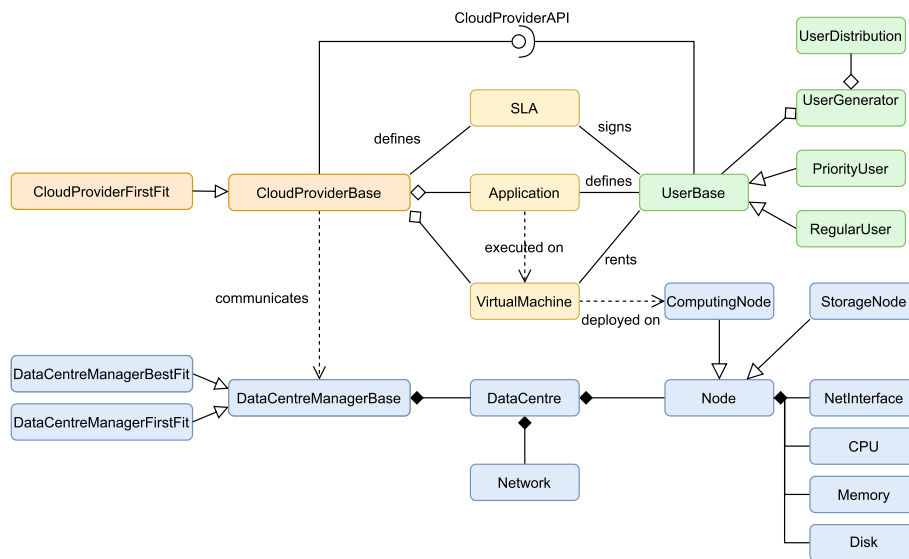 CloudProviderAPI
UserDistribution
SLA
UserGenerator
defines
signs
PriorityUser
CloudProviderFirstFit
CloudProviderBase
Application
defines
UserBase
RegularUser
executed on
rents
communicates
VirtualMachine
deployed on
ComputingNode
StorageNode
DataCentreManagerBestFit
DataCentreManagerBase
DataCentre
Node
NetInterface
DataCentreManagerFirstFit
CPU
Network
Memory
Disk